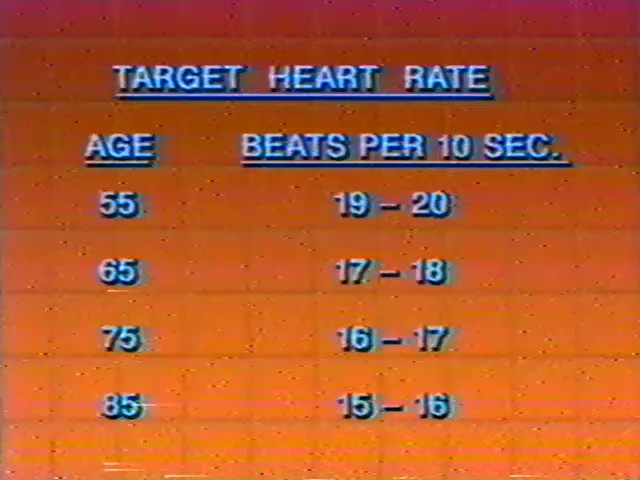 TARGET HEART RATE
AGE BEATS PER 10 SEC.
55 19 – 20
65 17 – 18
75 16 – 17
85 15 – 16